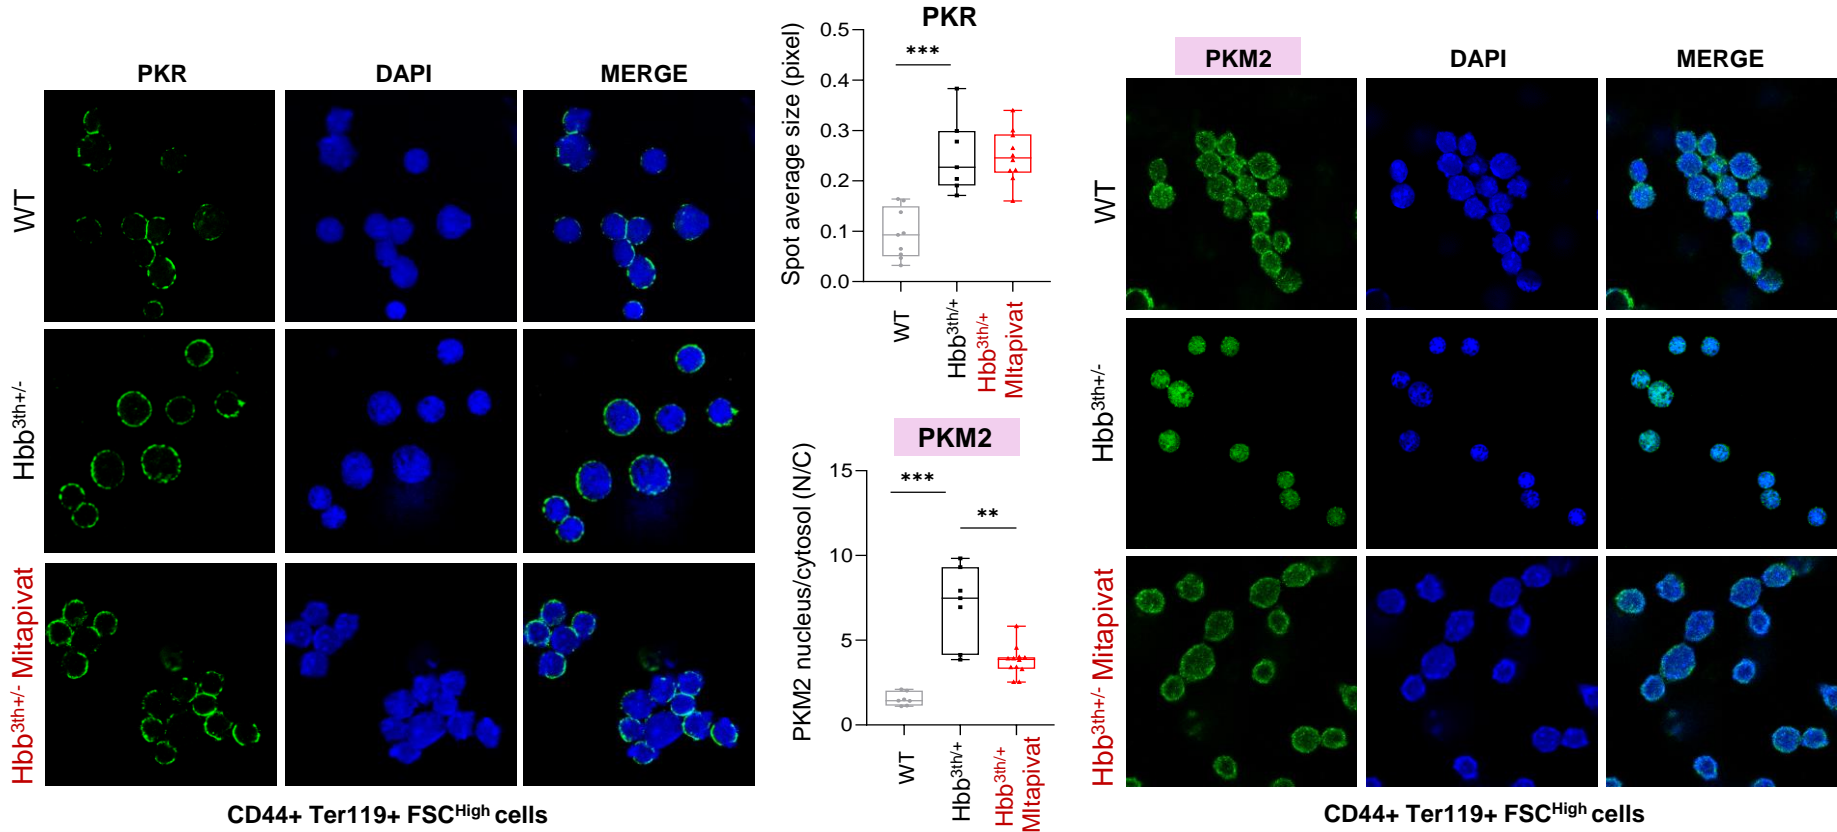 PKR
DAPI
MERGE
WT
Hbb3th+/-
Hbb3th+/- Mitapivat
CD44+ Ter119+ FSCHigh cells
PKR
Spot average size (pixel)
0.5
0.4
0.3
0.2
0.1
0.0
***
WT
Hbb3th/+
Hbb3th/+
MItapivat
PKM2
PKM2 nucleus/cytosol (N/C)
15
10
5
0
***
**
WT
Hbb3th/+
Hbb3th/+
MItapivat
PKM2
DAPI
MERGE
WT
Hbb3th+/-
Hbb3th+/- Mitapivat
CD44+ Ter119+ FSCHigh cells